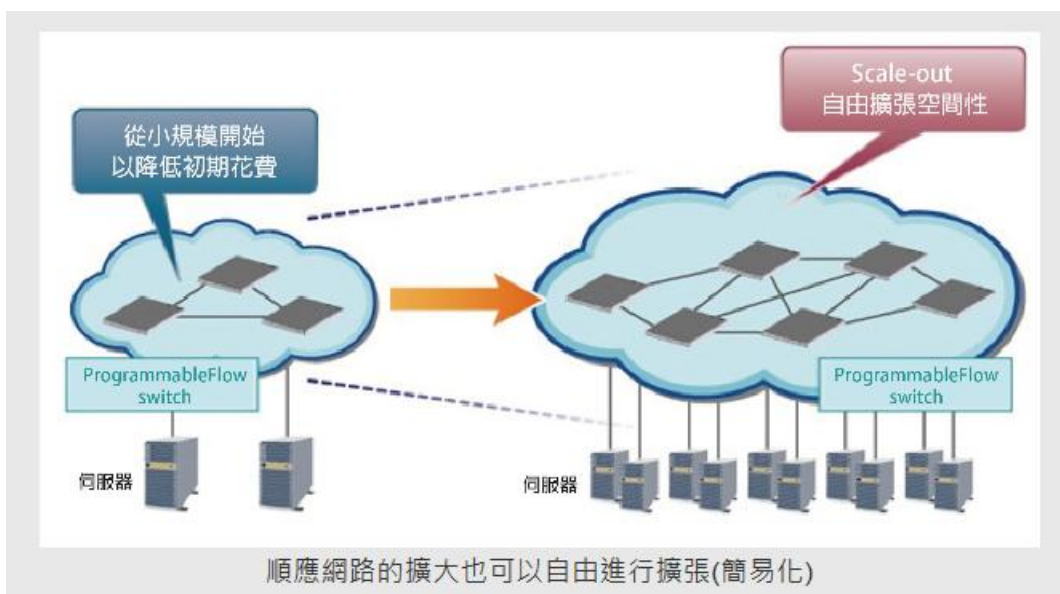 Scale-out
自由擴張空間性
從小規模開始
以降低初期花費
ProgrammableFlow
switch
ProgrammableFlow
switch
伺服器
伺服器
順應網路的擴大也可以自由進行擴張(簡易化)